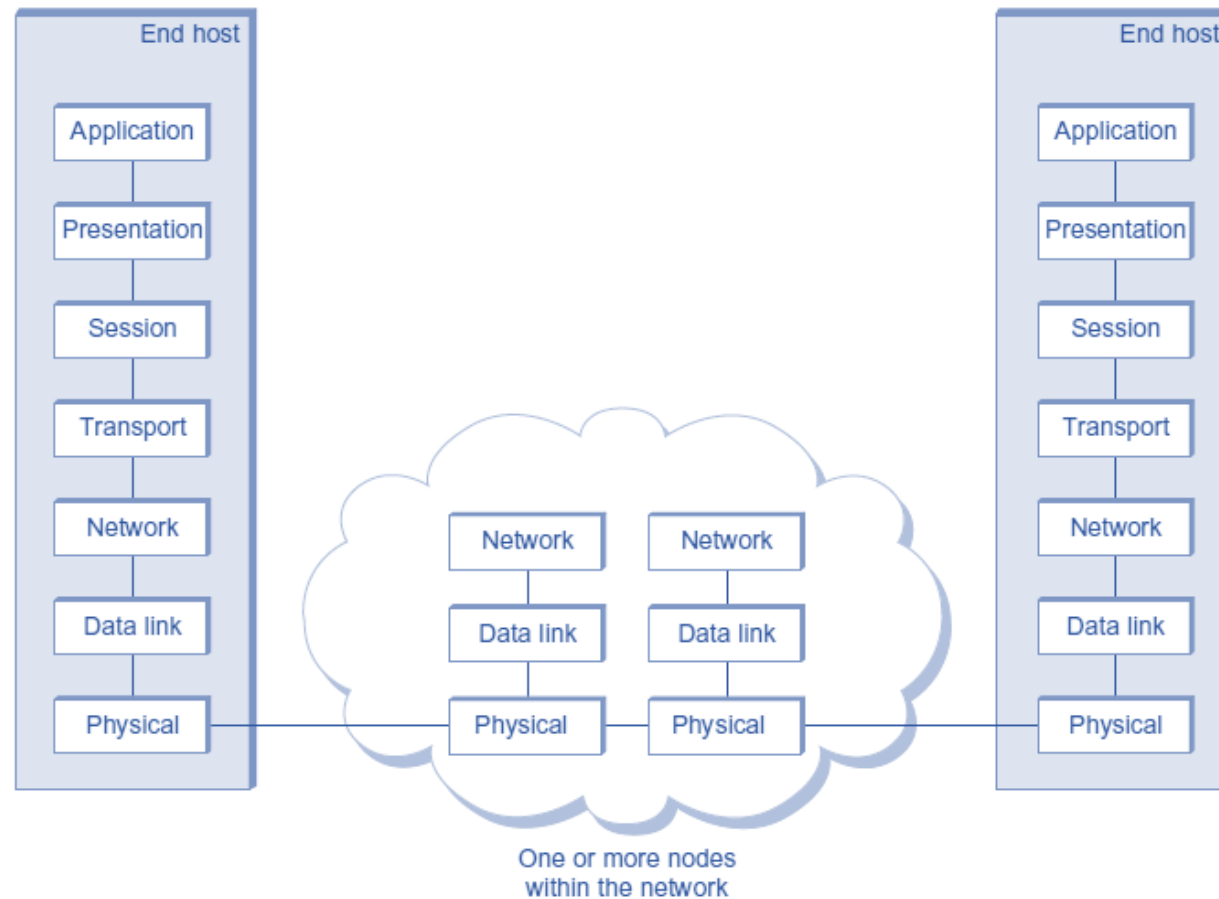 End host
Application
Presentation
Session
Transport
Network
Data link
Physical
Network
Data link
Physical
Network
Data link
Physical
One or more nodes
within the network
End host
Application
Presentation
Session
Transport
Network
Data link
Physical